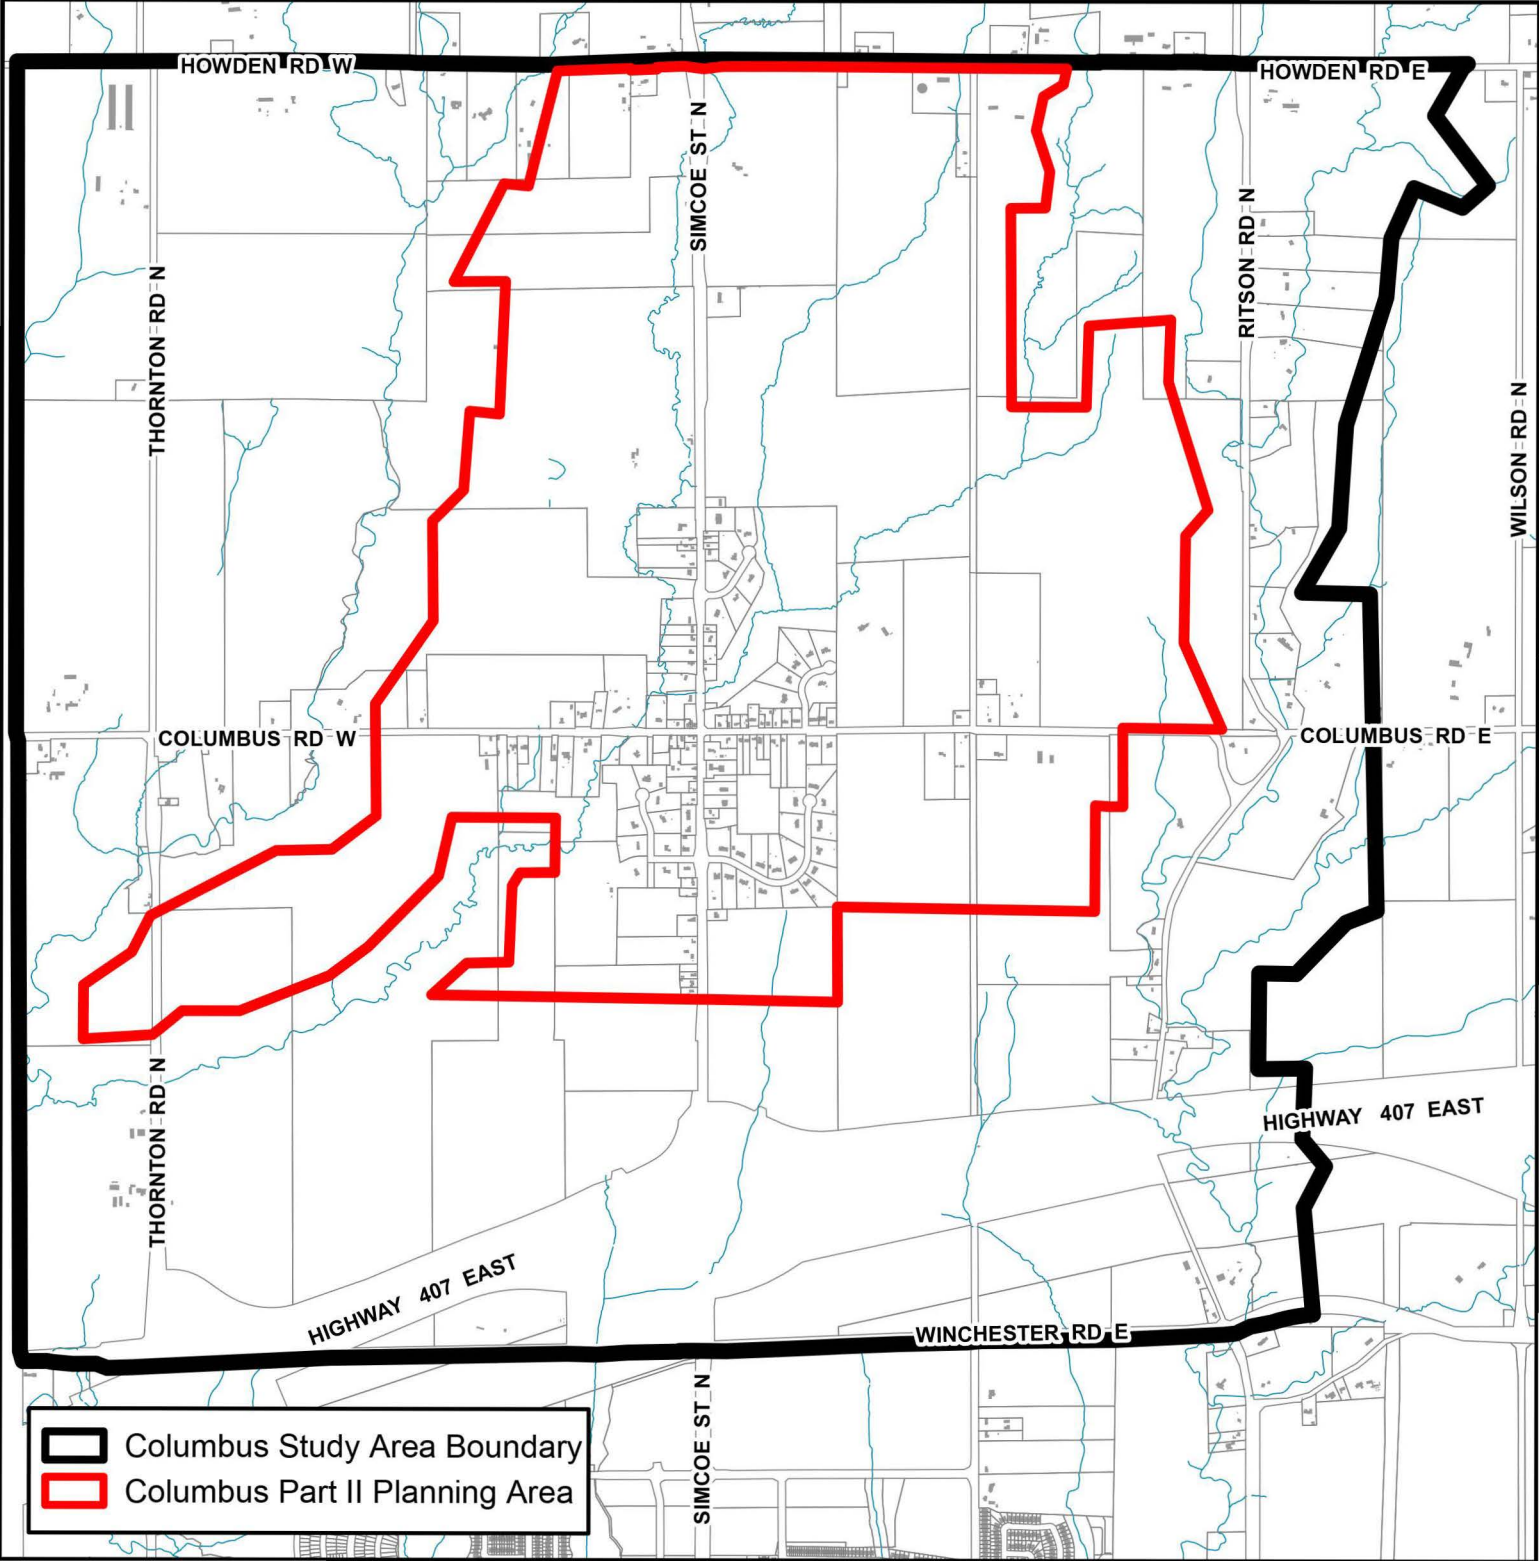 HOWDEN RD W
HOWDEN RD E
SIMCOE ST N
RITSON RD N
THORNTON RD N
WILSON RD N
COLUMBUS RD W
COLUMBUS RD E
THORNTON RD N
HIGHWAY 407 EAST
HIGHWAY 407 EAST
WINCHESTER RD E
SIMCOE ST N
Columbus Study Area Boundary
Columbus Part II Planning Area